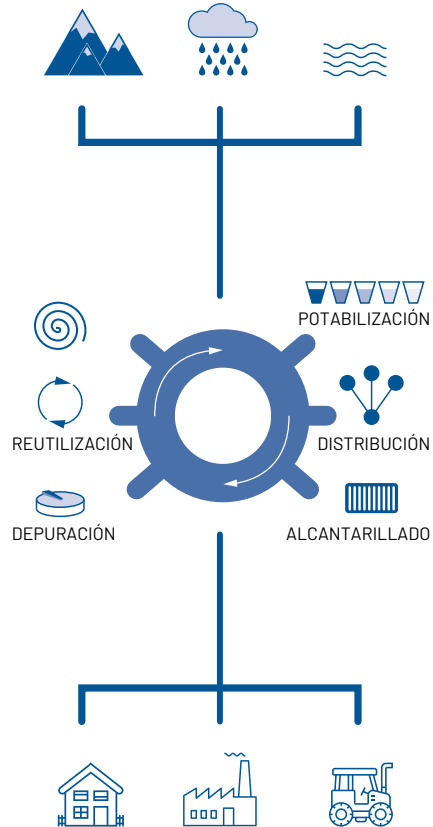 POTABILIZACIÓN
REUTILIZACIÓN
DISTRIBUCIÓN
DEPURACIÓN
ALCANTARILLADO